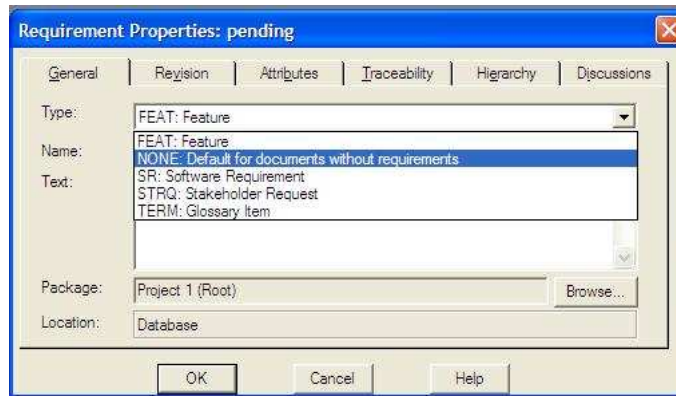 Requirement Properties: pending
General Revision Attributes Traceability Hierarchy Discussions
Type: FEAT: Feature
FEAT: Feature
Name: NONE: Default for documents without requirements
Text: SR: Software Requirement
STRQ: Stakeholder Request
TERM: Glossary Item
Package: Project 1 (Root) Browse...
Location: Database
OK Cancel Help